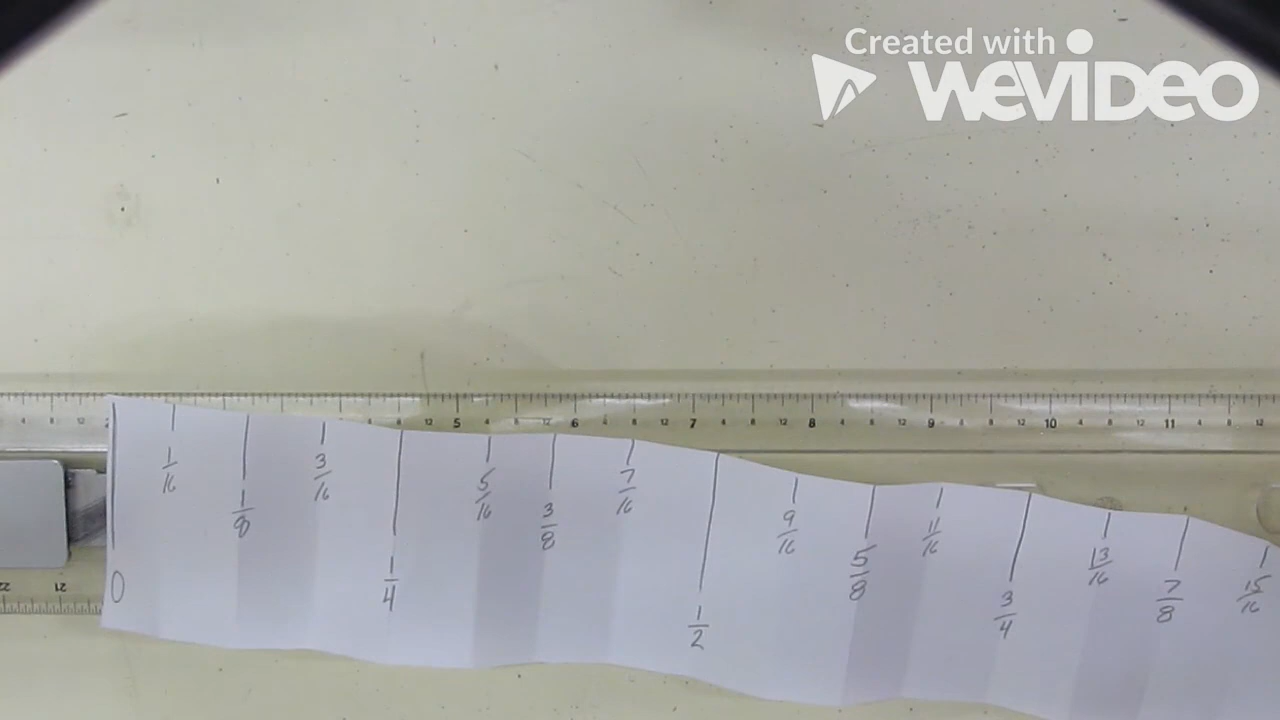 Created with
WEVIDEO
5 6 7 8 9 10 11
0 1/16 1/8 3/16 1/4 5/16 3/8 7/16 1/2 9/16 5/8 11/16 3/4 13/16 7/8 15/16